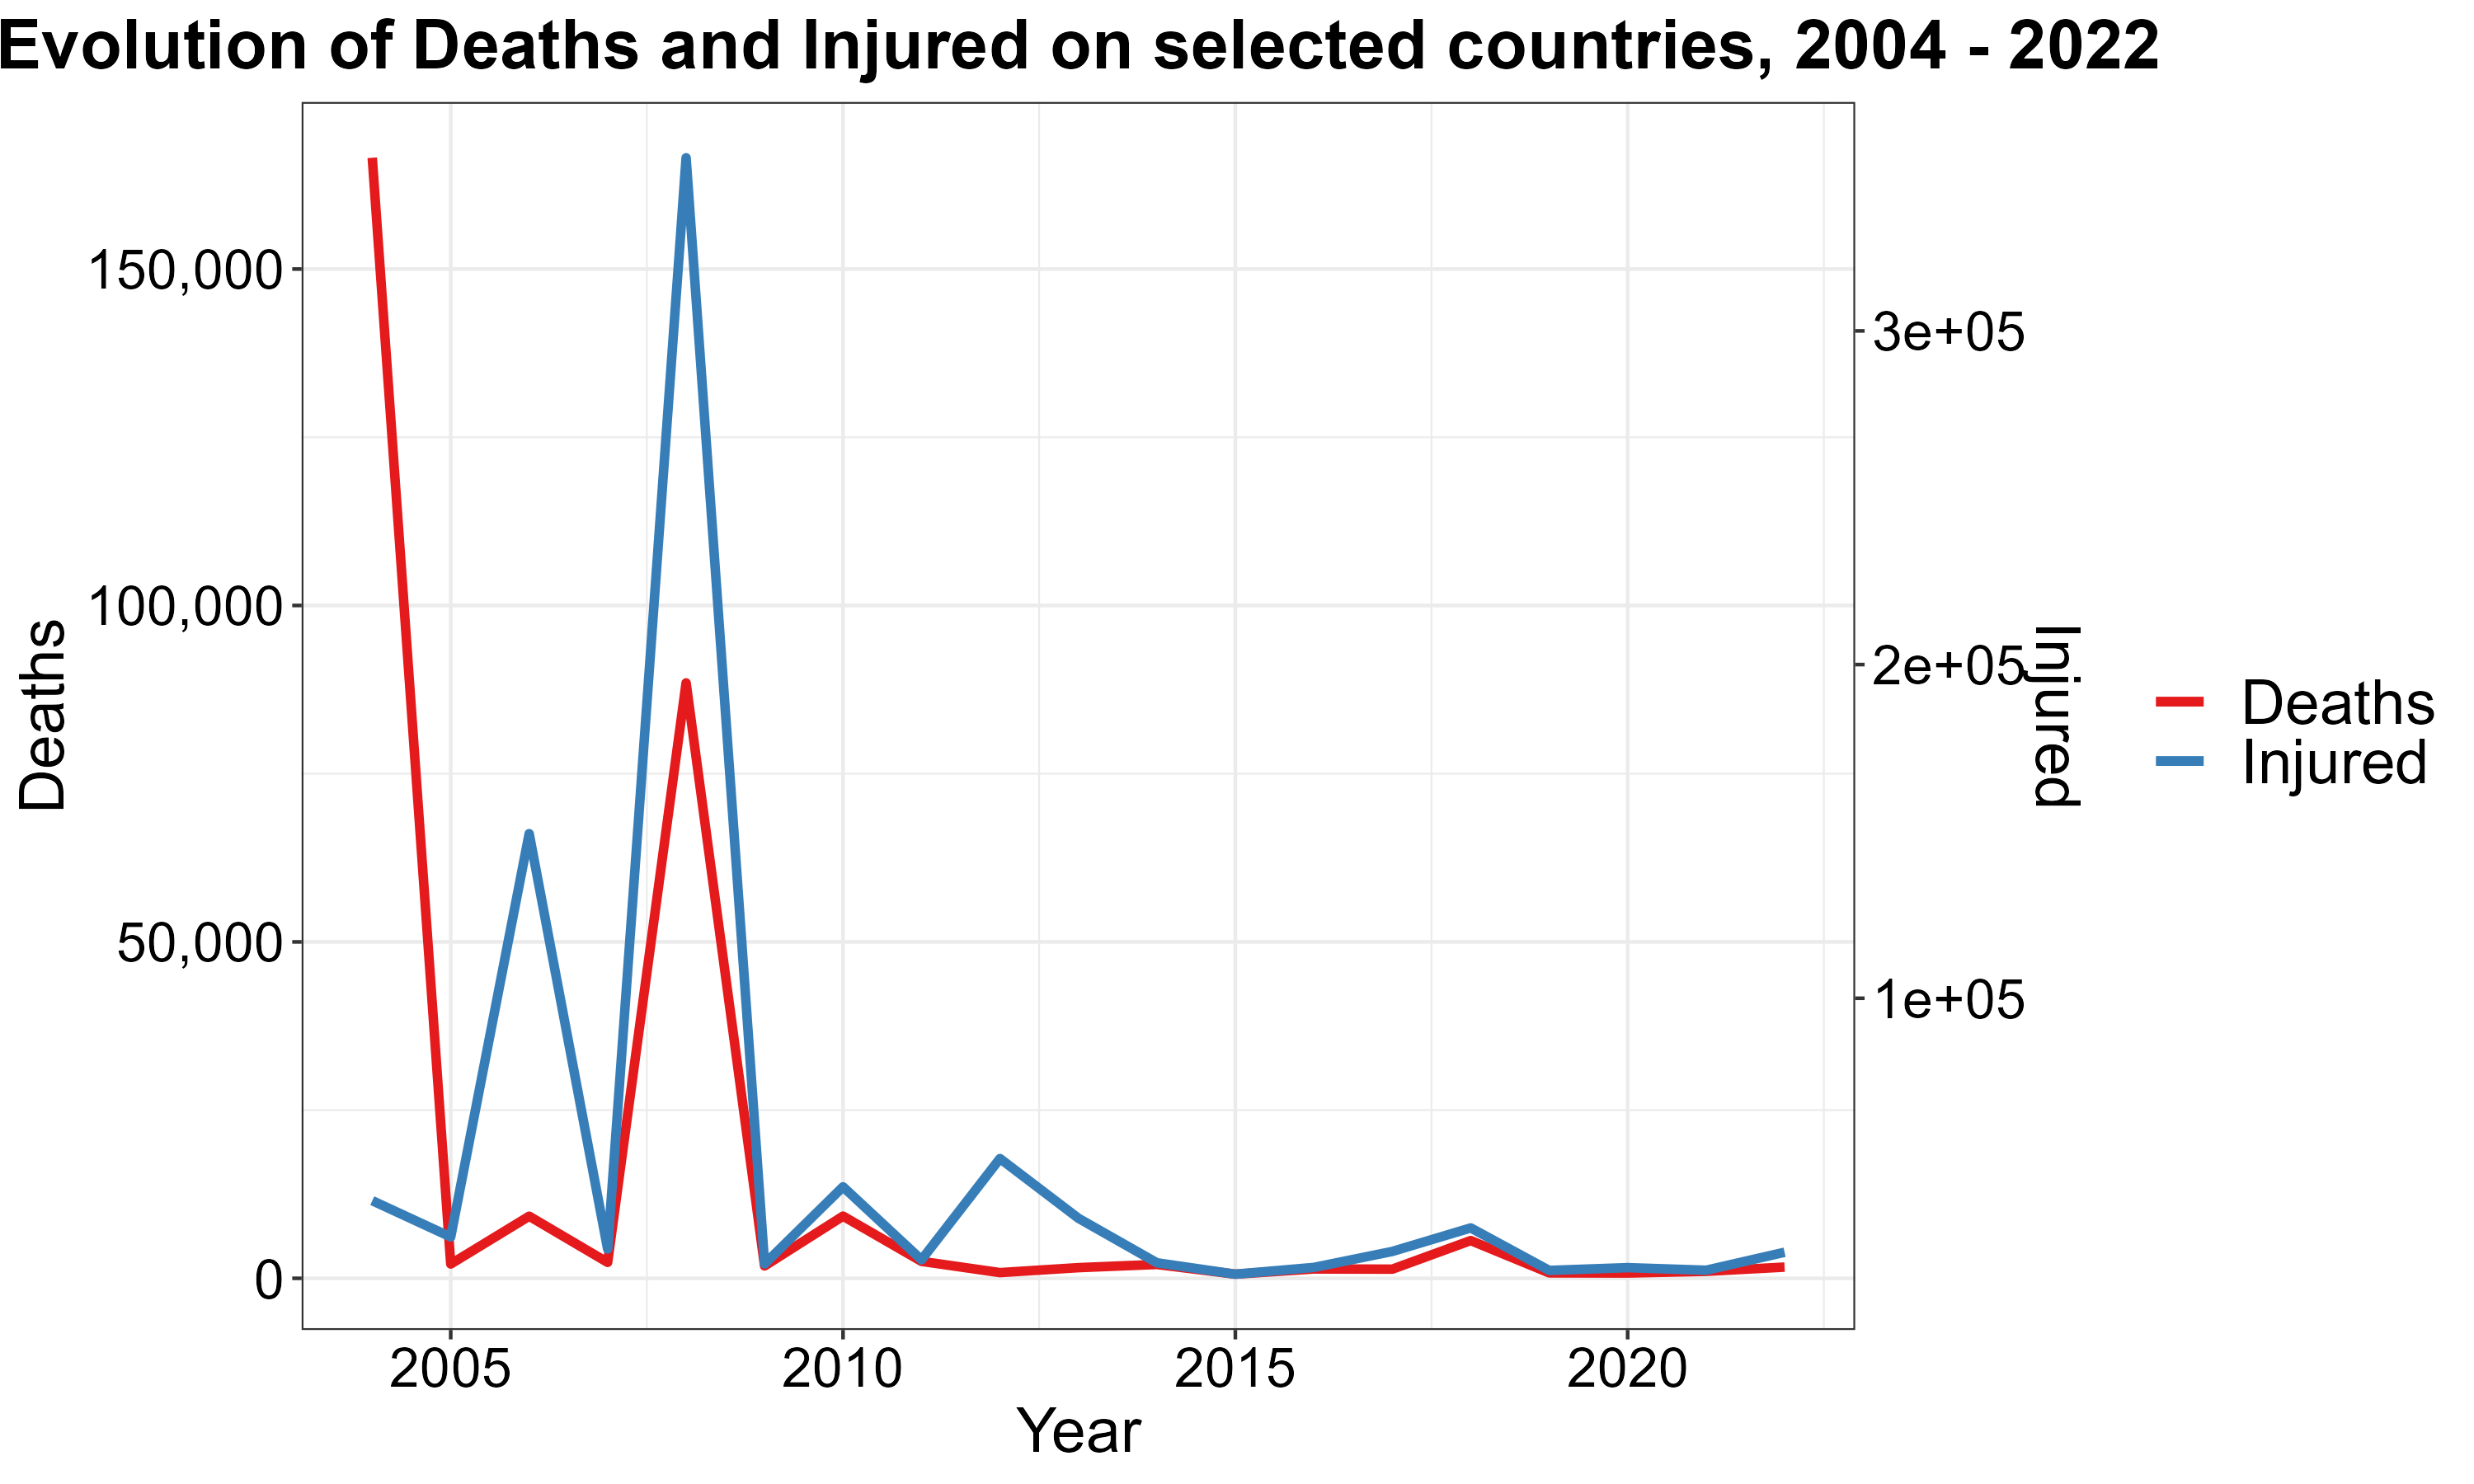 Evolution of Deaths and Injured on selected countries, 2004 - 2022
Deaths
150,000
100,000
50,000
0
3e+05
2e+05
1e+05
Injured
Deaths
Injured
2005
2010
2015
2020
Year